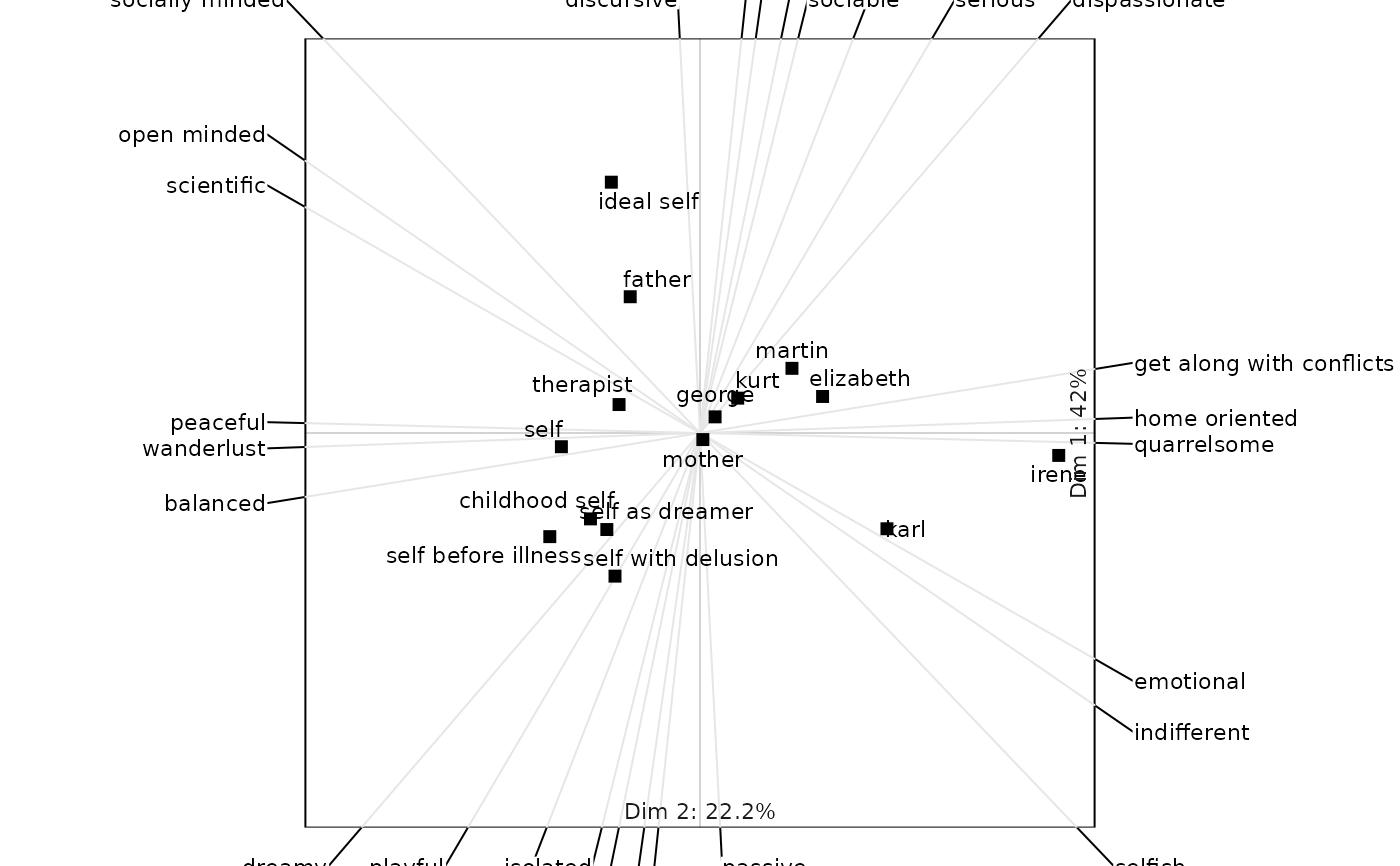 socially minded
discursive
sociable
serious
dispassionate
open minded
scientific
ideal self
father
martin
get along with conflicts
kurt
elizabeth
therapist
george
peaceful
home oriented
self
quarrelsome
wanderlust
mother
irene
Dim 1: 42%
balanced
childhood self
self as dreamer
karl
self before illness
self with delusion
emotional
indifferent
Dim 2: 22.2%
dreamy
playful
isolated
passive
selfish